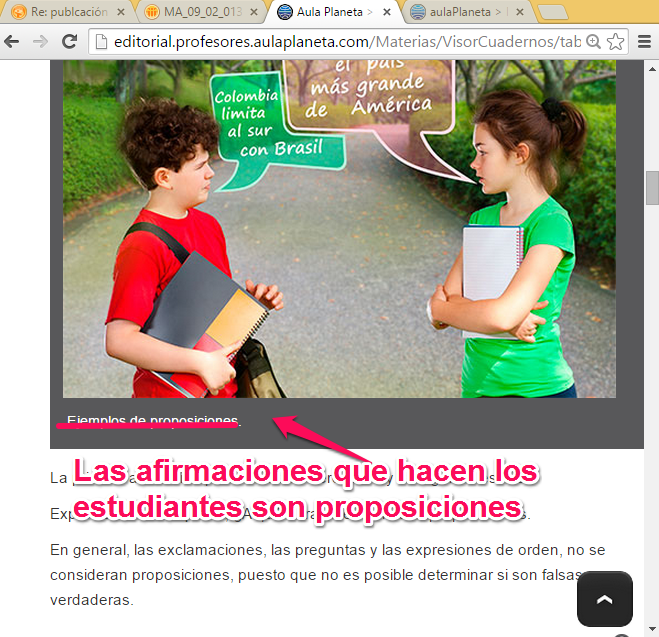 Re: pubblación
MA_09_02_013
Aula Planeta >
aulaPlaneta >
editorial.profesores.aulaplaneta.com/Materias/VisorCuadernos/tab
el país
más grande
de América
Colombia
limita
al sur
con Brasil
Ejemplos de proposiciones.
Las afirmaciones que hacen los
estudiantes son proposiciones
En general, las exclamaciones, las preguntas y las expresiones de orden, no se
consideran proposiciones, puesto que no es posible determinar si son falsas
verdaderas.